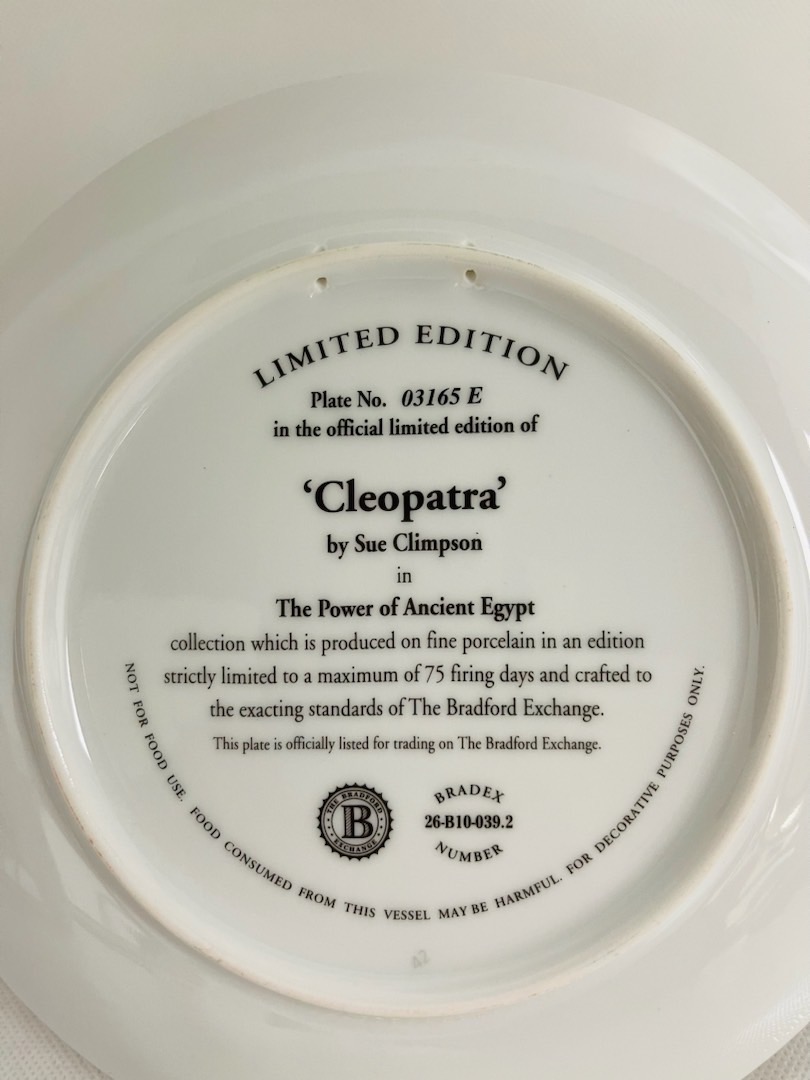 LIMITED EDITION
Plate No. 03165 E
in the official limited edition of
‘Cleopatra’
by Sue Climpson
in
The Power of Ancient Egypt
collection which is produced on fine porcelain in an edition
strictly limited to a maximum of 75 firing days and crafted to
the exacting standards of The Bradford Exchange.
This plate is officially listed for trading on The Bradford Exchange.
THE BRADFORD
B
EXCHANGE
BRADEX
26-B10-039.2
NUMBER
NOT FOR FOOD USE. FOOD CONSUMED FROM THIS VESSEL MAY BE HARMFUL. FOR DECORATIVE PURPOSES ONLY.
42